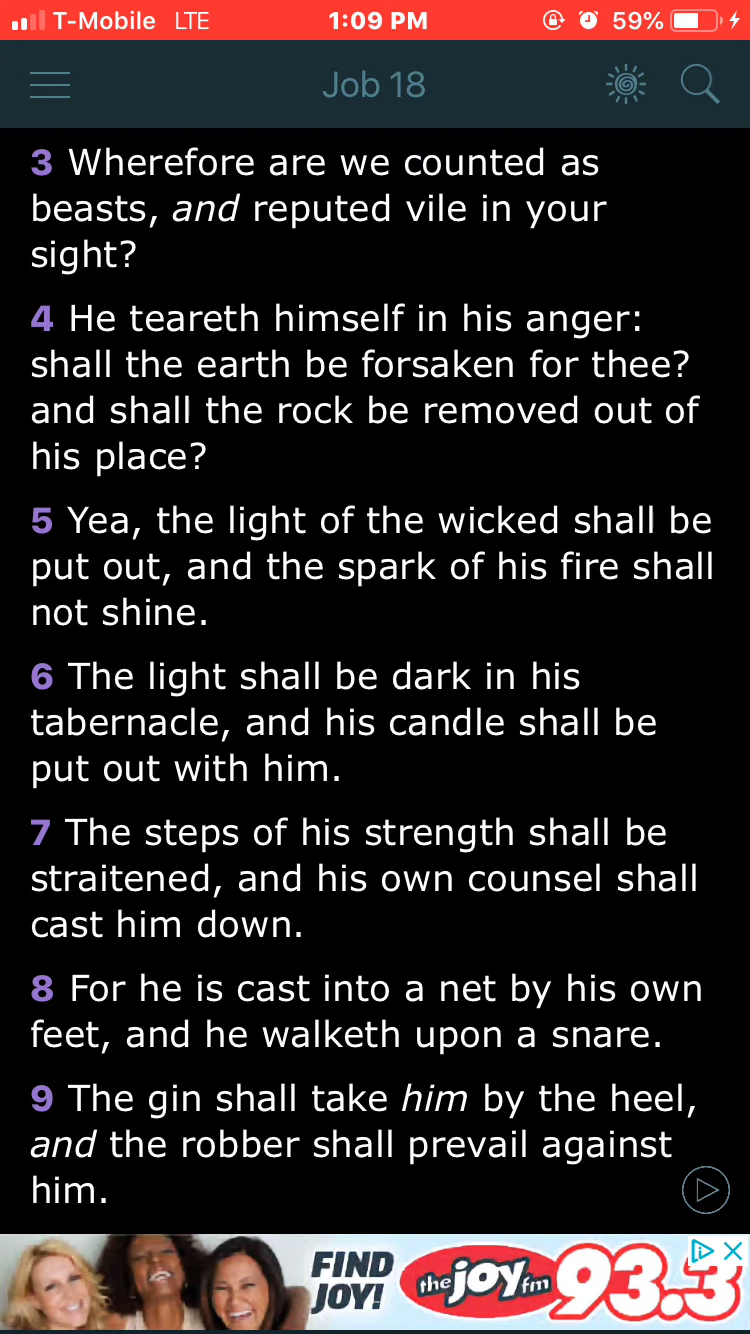 T-Mobile LTE 1:09 PM 59%
Job 18
3 Wherefore are we counted as
beasts, and reputed vile in your
sight?
4 He teareth himself in his anger:
shall the earth be forsaken for thee?
and shall the rock be removed out of
his place?
5 Yea, the light of the wicked shall be
put out, and the spark of his fire shall
not shine.
6 The light shall be dark in his
tabernacle, and his candle shall be
put out with him.
7 The steps of his strength shall be
straitened, and his own counsel shall
cast him down.
8 For he is cast into a net by his own
feet, and he walketh upon a snare.
9 The gin shall take him by the heel,
and the robber shall prevail against
him.
FIND
JOY!
the joy fm 93.3